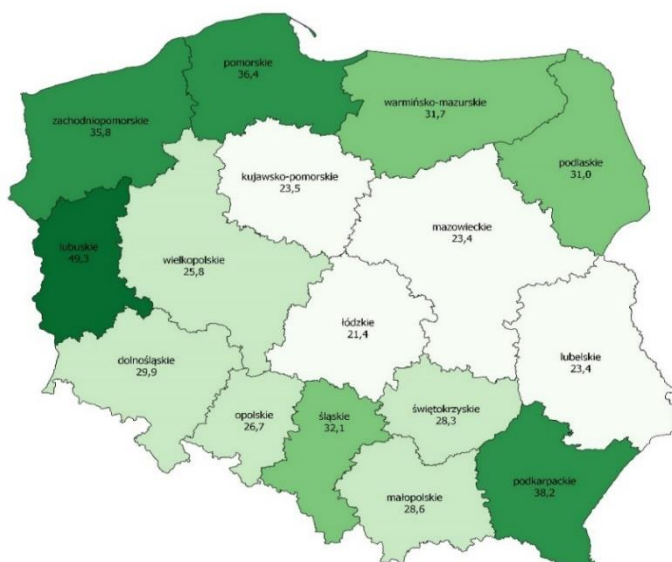 pomorskie
36,4
warmińsko-mazurskie
31,7
zachodniopomorskie
35,8
podlaskie
31,0
kujawsko-pomorskie
23,5
mazowieckie
23,4
lubuskie
49,3
wielkopolskie
25,8
łódzkie
21,4
lubelskie
23,4
dolnośląskie
29,9
opolskie
26,7
śląskie
32,1
świętokrzyskie
28,3
małopolskie
28,6
podkarpackie
38,2